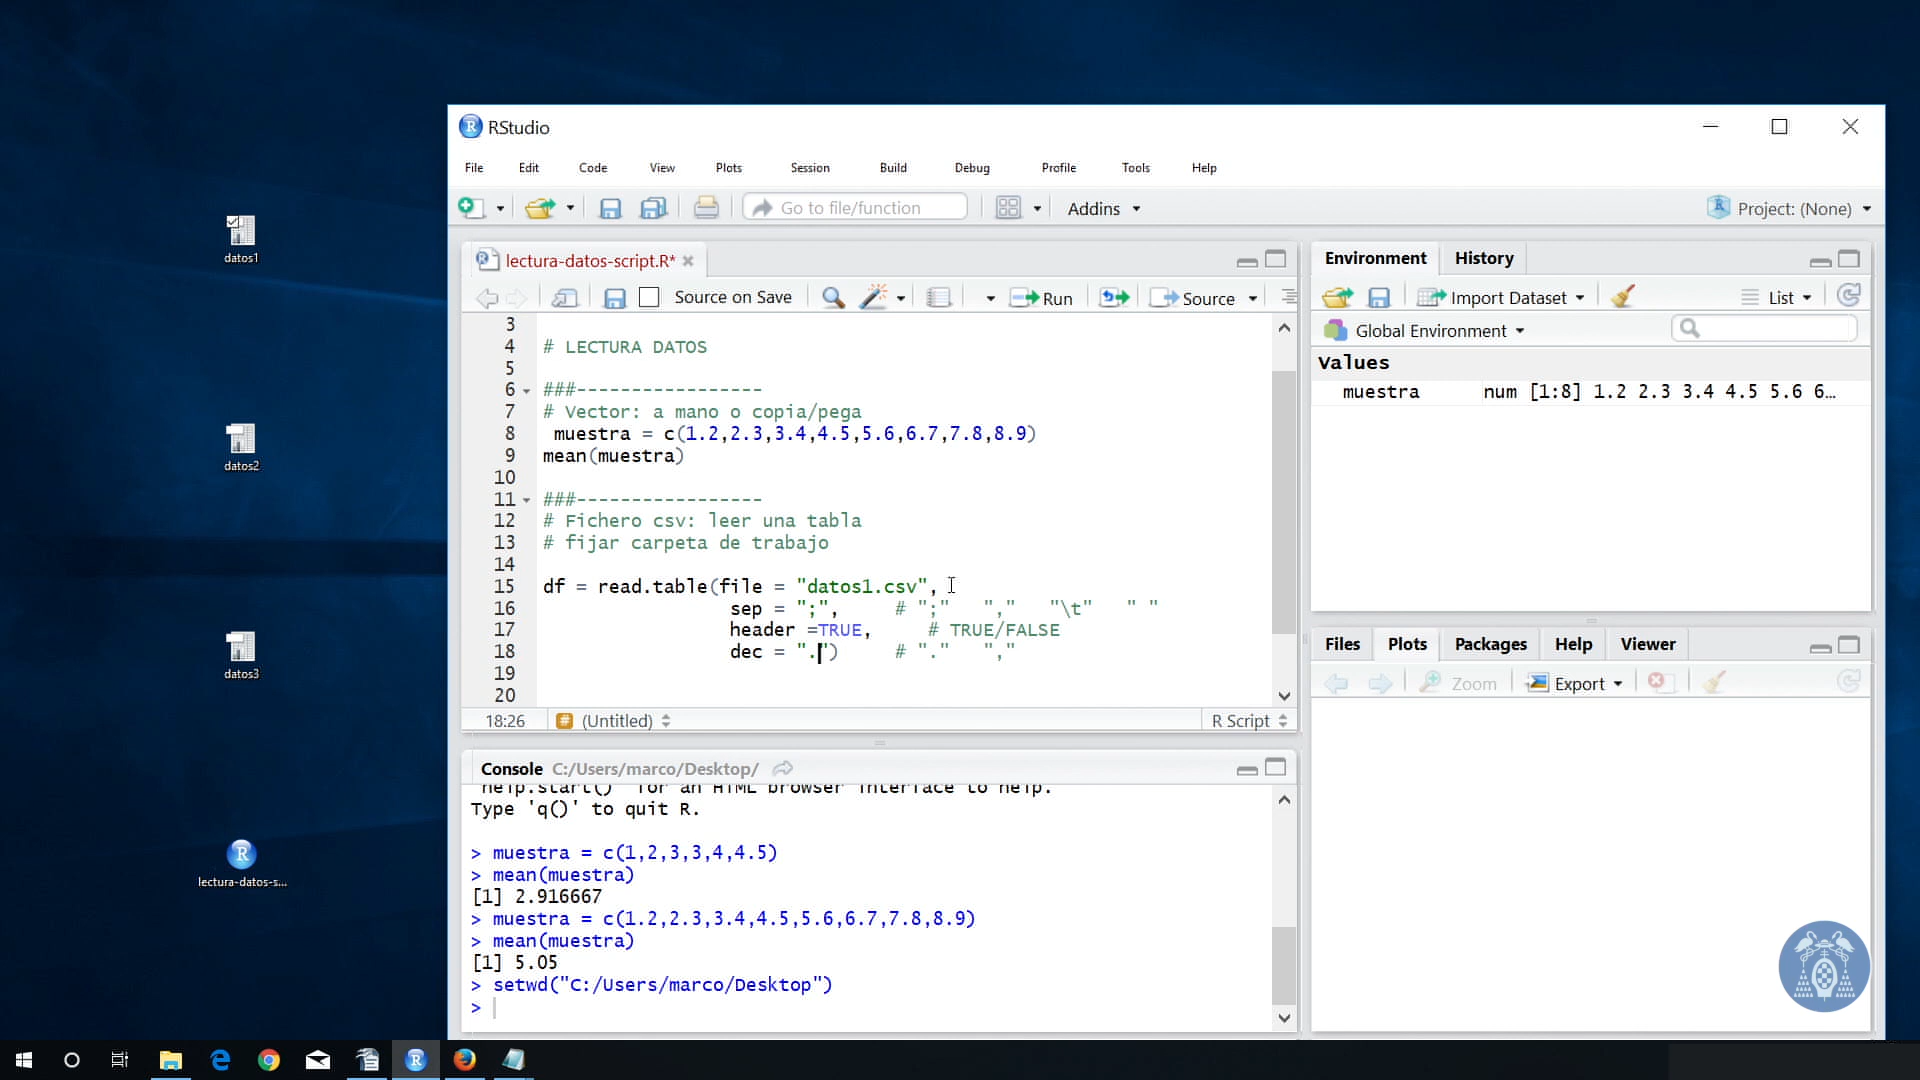 RStudio
File Edit Code View Plots Session Build Debug Profile Tools Help
Go to file/function Addins Project: (None)
datos1
datos2
datos3
lectura-datos-s...
lectura-datos-script.R*
Source on Save Run Source
3
4 # LECTURA DATOS
5
6 ###-----------------
7 # Vector: a mano o copia/pega
8 muestra = c(1.2,2.3,3.4,4.5,5.6,6.7,7.8,8.9)
9 mean(muestra)
10
11 ###-----------------
12 # Fichero csv: leer una tabla
13 # fijar carpeta de trabajo
14
15 df = read.table(file = "datos1.csv",
16 sep = ";", # ";" "," "\t" " "
17 header =TRUE, # TRUE/FALSE
18 dec = ".") # "." ","
19
20
18:26 (Untitled) R Script
Console C:/Users/marco/Desktop/
'help.start()' for an HTML browser interface to help.
Type 'q()' to quit R.
> muestra = c(1,2,3,3,4,4.5)
> mean(muestra)
[1] 2.916667
> muestra = c(1.2,2.3,3.4,4.5,5.6,6.7,7.8,8.9)
> mean(muestra)
[1] 5.05
> setwd("C:/Users/marco/Desktop")
>
Environment History
Import Dataset List
Global Environment
Values
muestra num [1:8] 1.2 2.3 3.4 4.5 5.6 6…
Files Plots Packages Help Viewer
Zoom Export